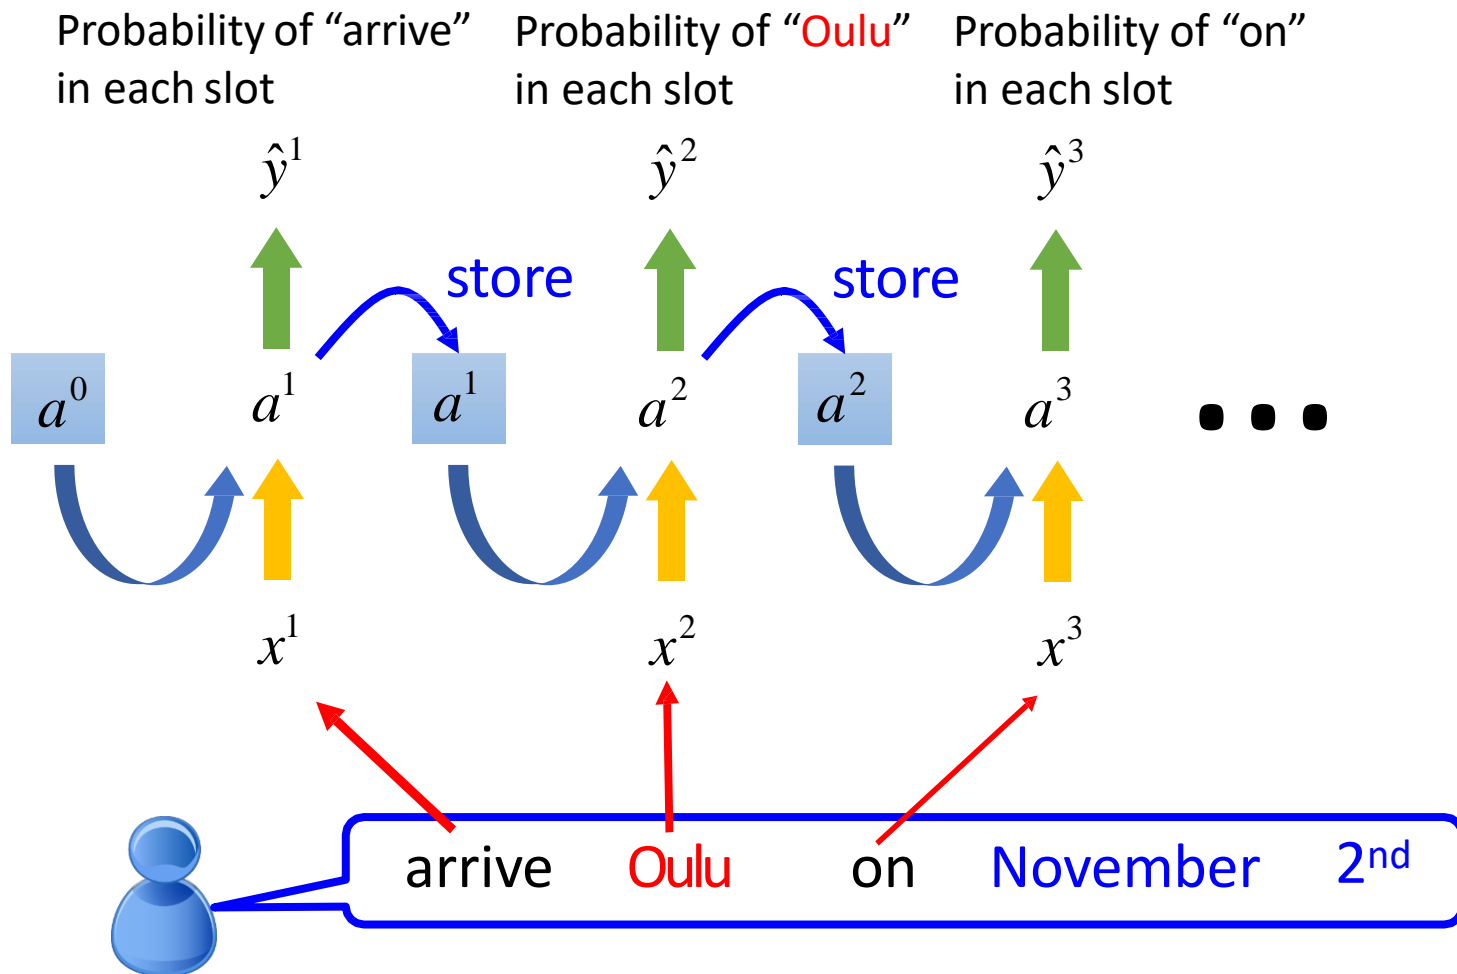 Probability of “arrive”
in each slot
Probability of “Oulu”
in each slot
Probability of “on”
in each slot
ŷ¹ ŷ² ŷ³
store store
a⁰ a¹ a¹ a² a² a³ ...
x¹ x² x³
arrive Oulu on November 2ⁿᵈ